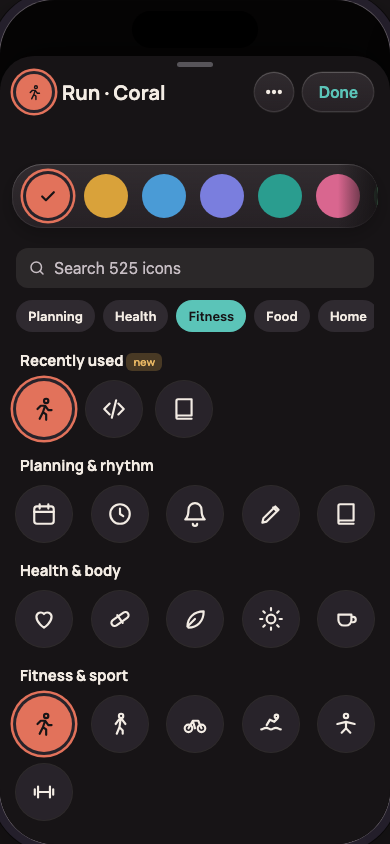 Run · Coral
•••
Done
Search 525 icons
Planning Health Fitness Food Home
Recently used new
Planning & rhythm
Health & body
Fitness & sport